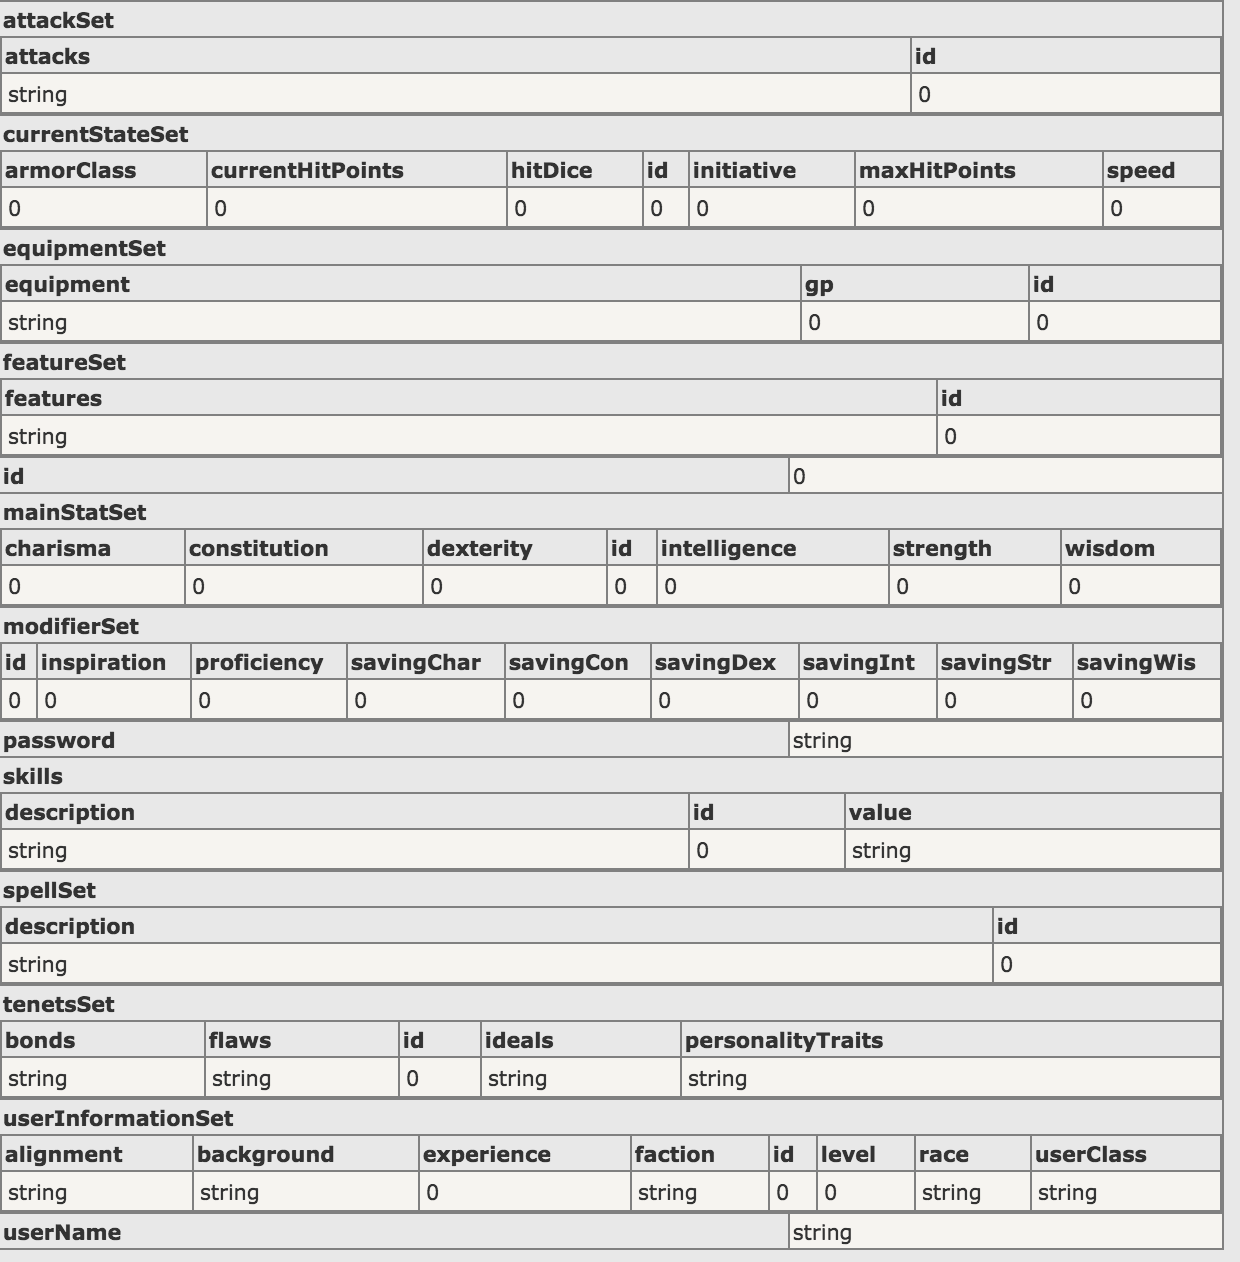 attackSet
attacks id
string 0
currentStateSet
armorClass currentHitPoints hitDice id initiative maxHitPoints speed
0 0 0 0 0 0 0
equipmentSet
equipment gp id
string 0 0
featureSet
features id
string 0
id 0
mainStatSet
charisma constitution dexterity id intelligence strength wisdom
0 0 0 0 0 0 0
modifierSet
id inspiration proficiency savingChar savingCon savingDex savingInt savingStr savingWis
0 0 0 0 0 0 0 0 0
password string
skills
description id value
string 0 string
spellSet
description id
string 0
tenetsSet
bonds flaws id ideals personalityTraits
string string 0 string string
userInformationSet
alignment background experience faction id level race userClass
string string 0 string 0 0 string string
userName string